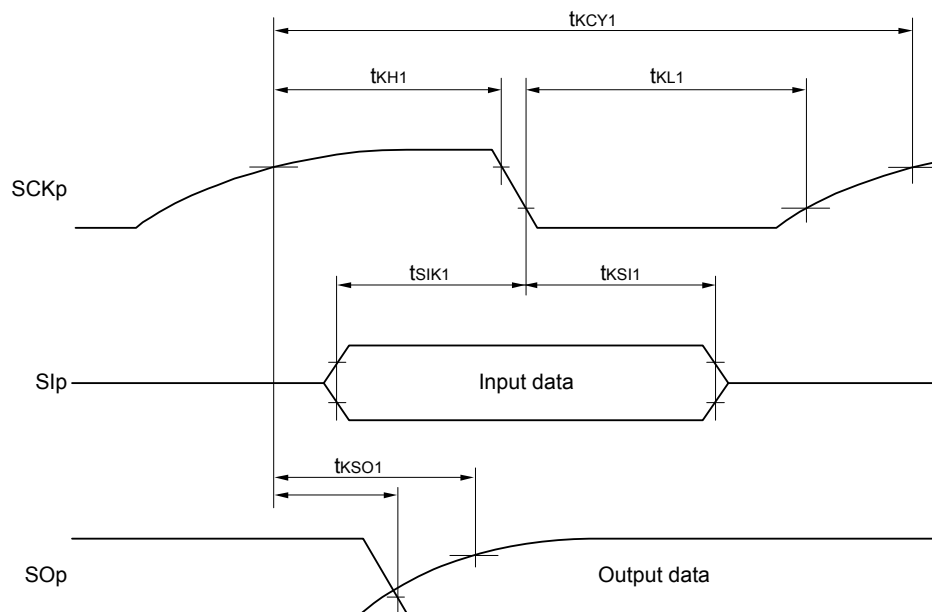 tKCY1
tKH1
tKL1
SCKp
tSIK1
tKSI1
SIp
Input data
tKSO1
SOp
Output data